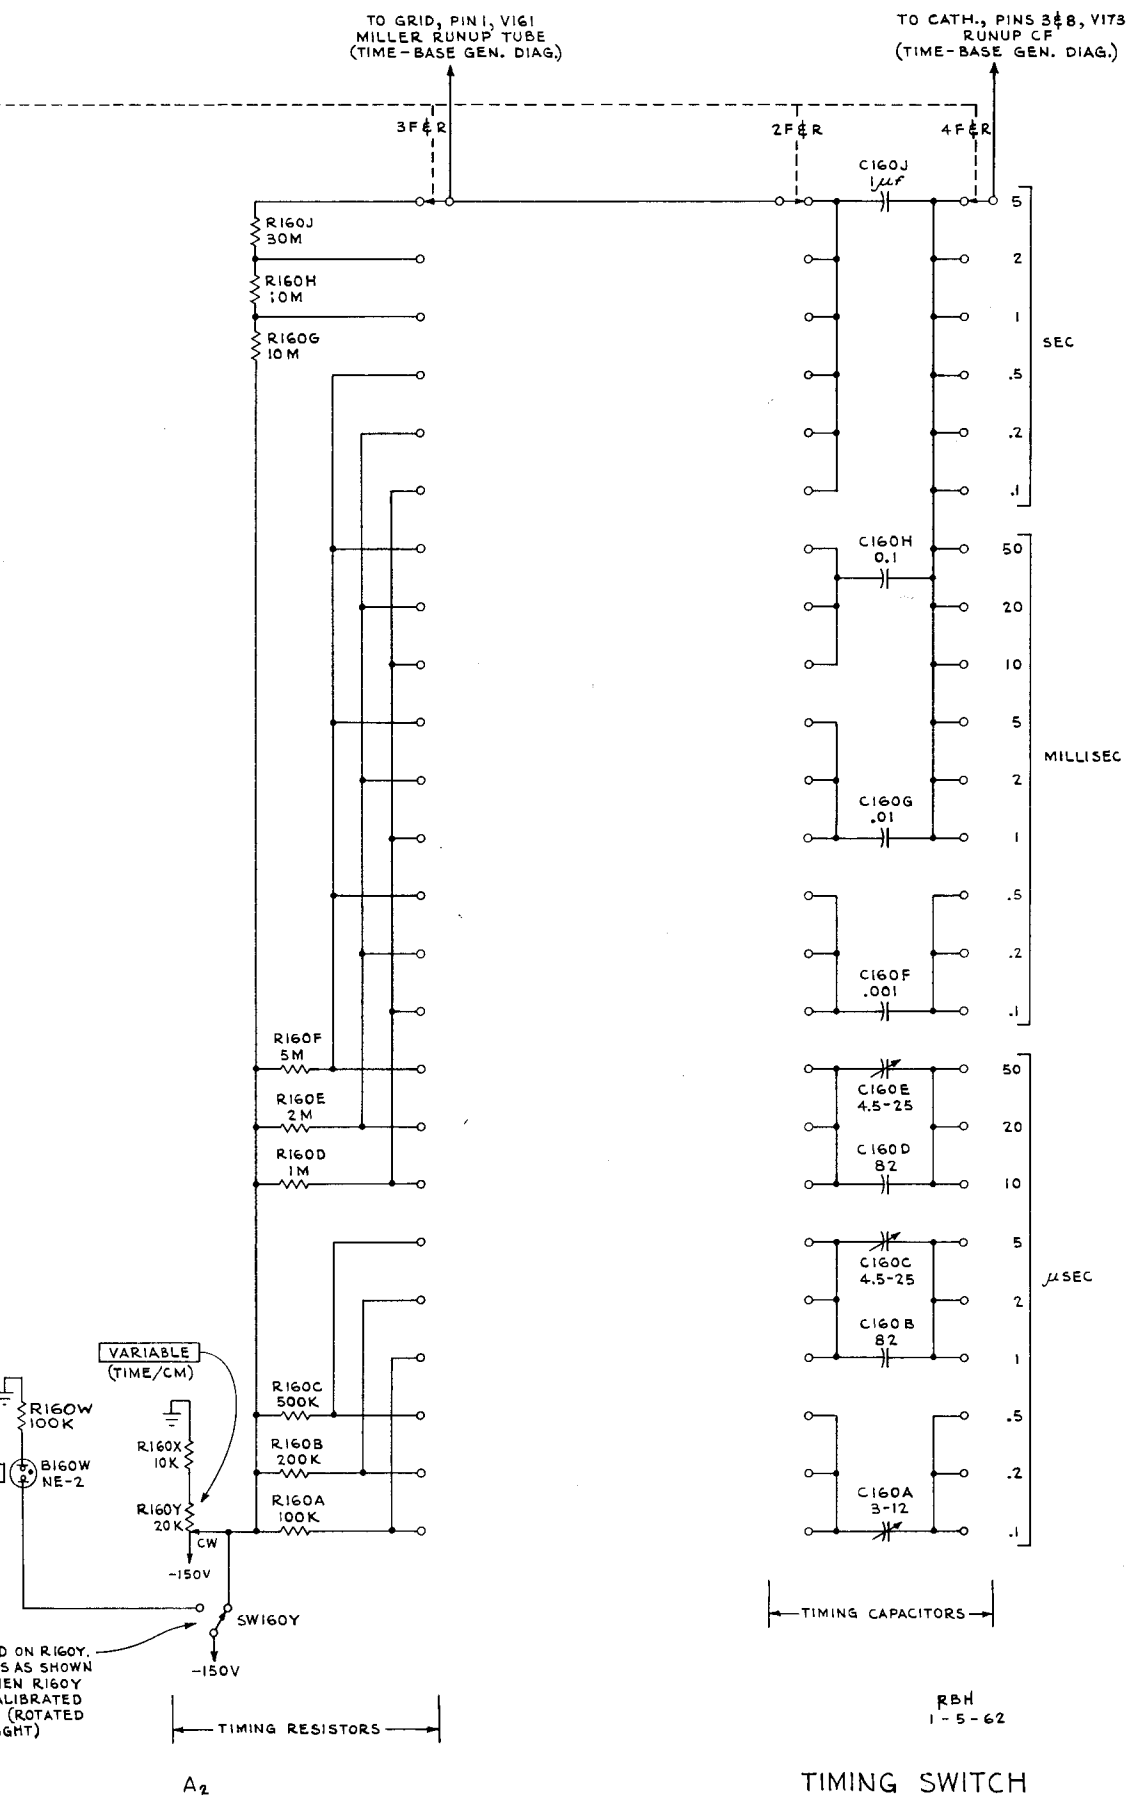 TO GRID, PIN 1, V161
MILLER RUNUP TUBE
(TIME-BASE GEN. DIAG.)
TO CATH., PINS 3&8, V173
RUNUP CF
(TIME-BASE GEN. DIAG.)
3F&R
2F&R
4F&R
C160J
1μf
5
R160J
30M
2
R160H
10M
1
R160G
10M
SEC
.5
.2
.1
C160H
0.1
50
20
10
5
MILLISEC
2
C160G
.01
1
.5
.2
C160F
.001
.1
R160F
5M
50
C160E
4.5-25
R160E
2M
20
C160D
82
R160D
1M
10
5
C160C
4.5-25
μSEC
2
C160B
82
1
VARIABLE
(TIME/CM)
R160W
100K
R160C
500K
.5
R160X
10K
B160W
NE-2
R160B
200K
.2
C160A
3-12
R160Y
20K
R160A
100K
.1
CW
-150V
TIMING CAPACITORS
SW160Y
D ON R160Y.
S AS SHOWN
EN R160Y
ALIBRATED
(ROTATED
GHT)
-150V
TIMING RESISTORS
RBH
1-5-62
A2
TIMING SWITCH